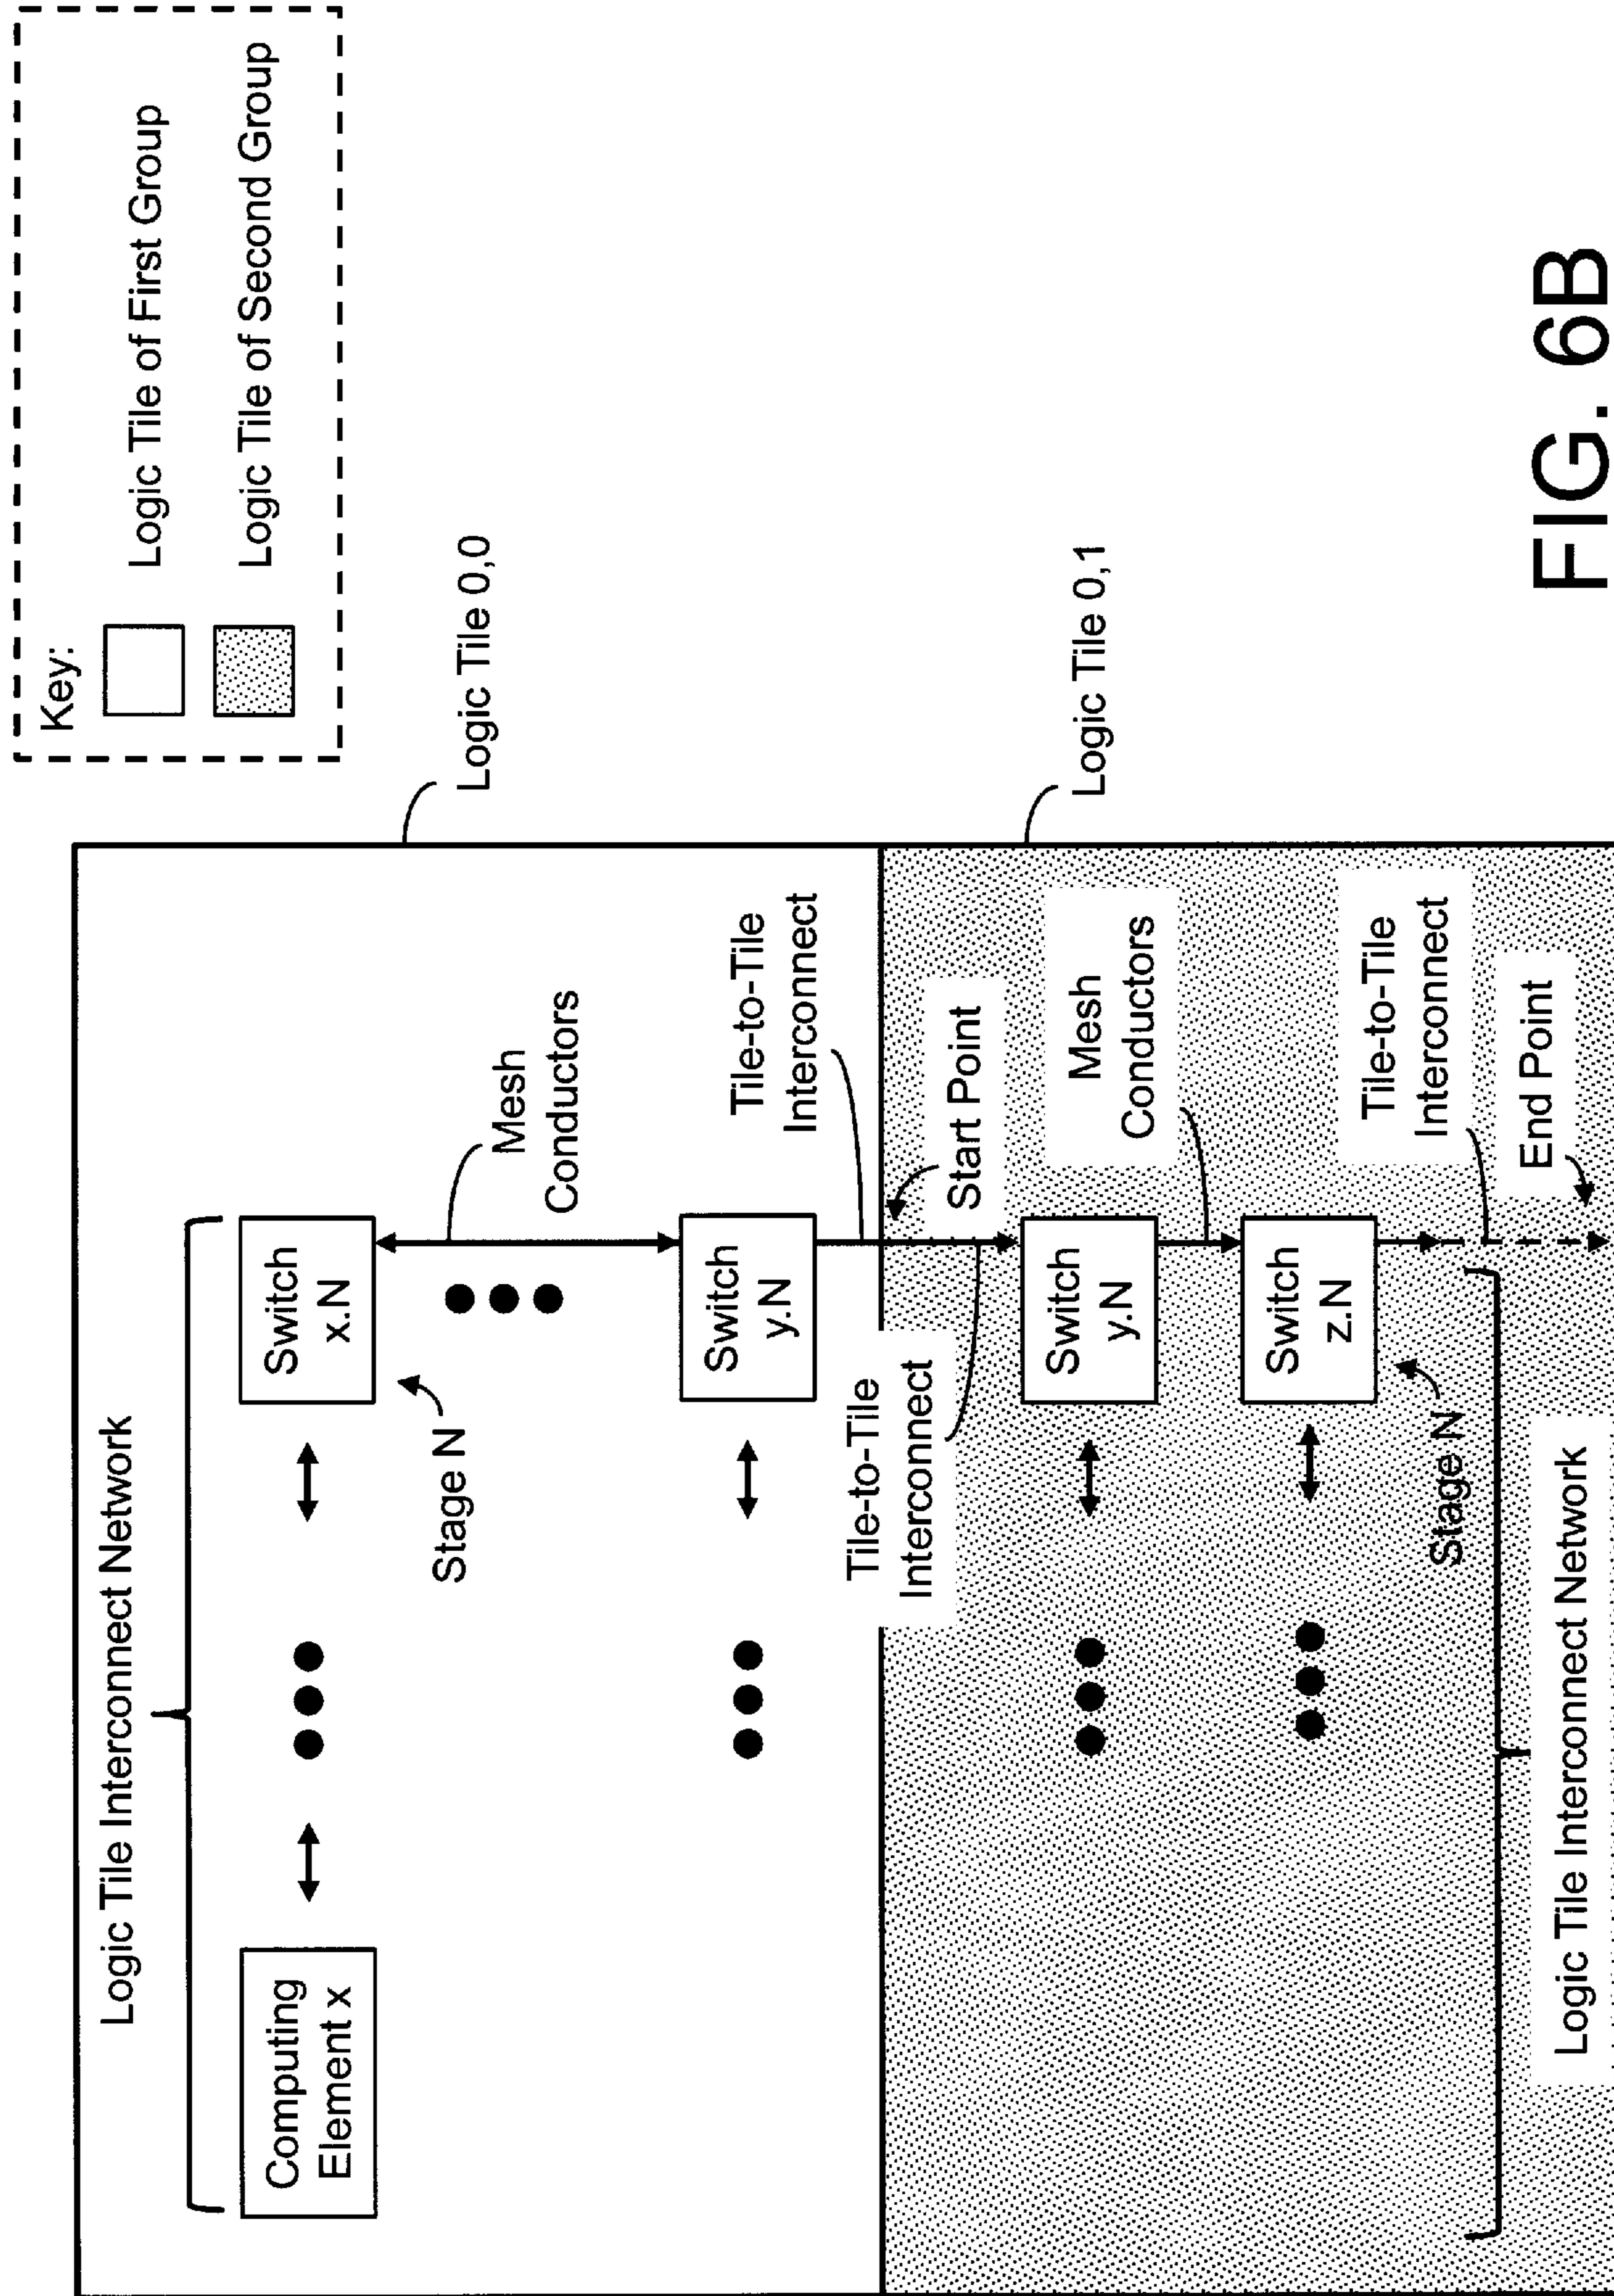 Key:
Logic Tile of First Group
Logic Tile of Second Group
Logic Tile 0,0
Logic Tile Interconnect Network
Computing
Element x
Switch
x.N
Stage N
Mesh
Conductors
Switch
y.N
Tile-to-Tile
Interconnect
Logic Tile 0,1
Tile-to-Tile
Interconnect
Start Point
Switch
y.N
Mesh
Conductors
Switch
z.N
Stage N
Tile-to-Tile
Interconnect
End Point
Logic Tile Interconnect Network
FIG. 6B